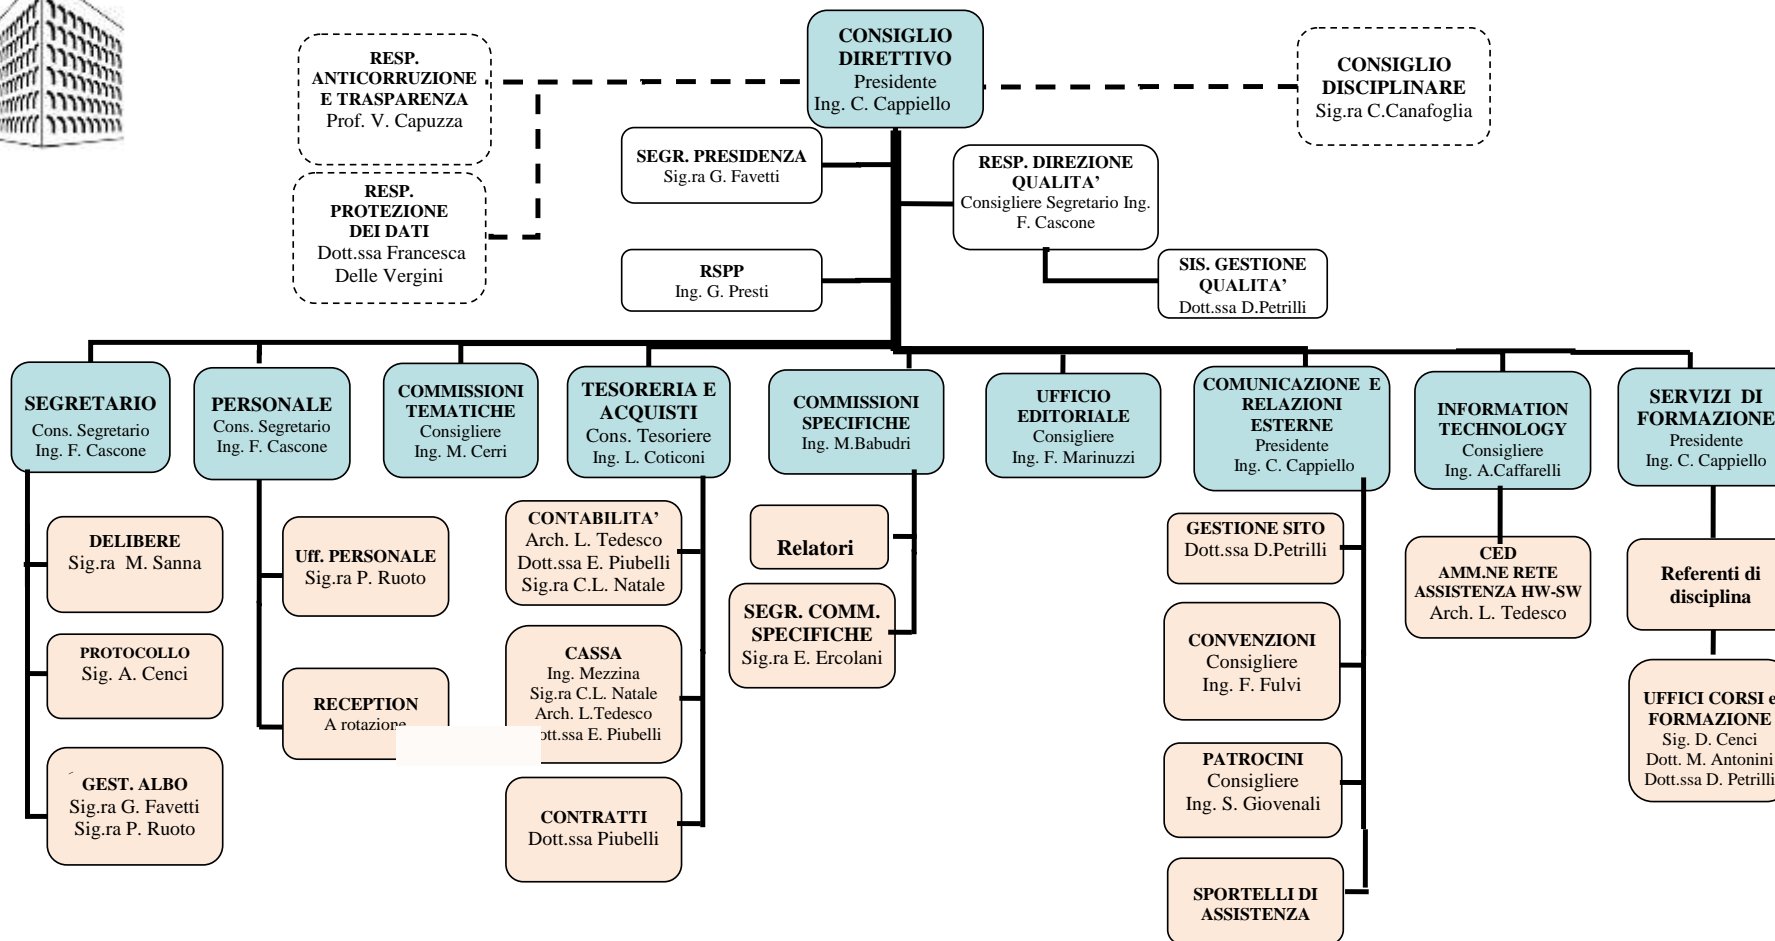 CONSIGLIO
DIRETTIVO
Presidente
Ing. C. Cappiello
RESP.
ANTICORRUZIONE
E TRASPARENZA
Prof. V. Capuzza
CONSIGLIO
DISCIPLINARE
Sig.ra C.Canafoglia
RESP.
PROTEZIONE
DEI DATI
Dott.ssa Francesca
Delle Vergini
SEGR. PRESIDENZA
Sig.ra G. Favetti
RESP. DIREZIONE
QUALITA’
Consigliere Segretario Ing.
F. Cascone
RSPP
Ing. G. Presti
SIS. GESTIONE
QUALITA’
Dott.ssa D.Petrilli
SEGRETARIO
Cons. Segretario
Ing. F. Cascone
PERSONALE
Cons. Segretario
Ing. F. Cascone
COMMISSIONI
TEMATICHE
Consigliere
Ing. M. Cerri
TESORERIA E
ACQUISTI
Cons. Tesoriere
Ing. L. Coticoni
COMMISSIONI
SPECIFICHE
Ing. M.Babudri
UFFICIO
EDITORIALE
Consigliere
Ing. F. Marinuzzi
COMUNICAZIONE E
RELAZIONI
ESTERNE
Presidente
Ing. C. Cappiello
INFORMATION
TECHNOLOGY
Consigliere
Ing. A.Caffarelli
SERVIZI DI
FORMAZIONE
Presidente
Ing. C. Cappiello
DELIBERE
Sig.ra M. Sanna
PROTOCOLLO
Sig. A. Cenci
GEST. ALBO
Sig.ra G. Favetti
Sig.ra P. Ruoto
Uff. PERSONALE
Sig.ra P. Ruoto
RECEPTION
A rotazione
CONTABILITA’
Arch. L. Tedesco
Dott.ssa E. Piubelli
Sig.ra C.L. Natale
CASSA
Ing. Mezzina
Sig.ra C.L. Natale
Arch. L.Tedesco
ott.ssa E. Piubelli
CONTRATTI
Dott.ssa Piubelli
Relatori
SEGR. COMM.
SPECIFICHE
Sig.ra E. Ercolani
GESTIONE SITO
Dott.ssa D.Petrilli
CONVENZIONI
Consigliere
Ing. F. Fulvi
PATROCINI
Consigliere
Ing. S. Giovenali
SPORTELLI DI
ASSISTENZA
CED
AMM.NE RETE
ASSISTENZA HW-SW
Arch. L. Tedesco
Referenti di
disciplina
UFFICI CORSI e
FORMAZIONE
Sig. D. Cenci
Dott. M. Antonini
Dott.ssa D. Petrilli